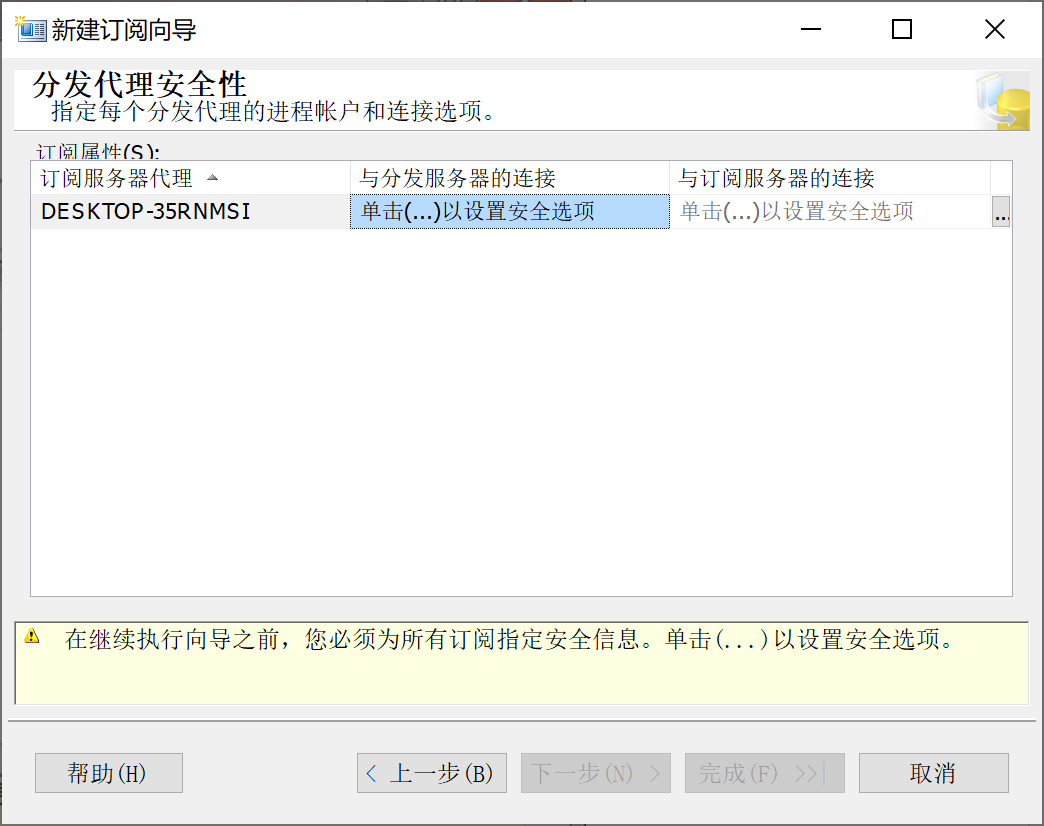 新建订阅向导
分发代理安全性
指定每个分发代理的进程帐户和连接选项。
订阅属性(S):
订阅服务器代理 与分发服务器的连接 与订阅服务器的连接
DESKTOP-35RNMSI 单击(...)以设置安全选项 单击(...)以设置安全选项 ...
在继续执行向导之前，您必须为所有订阅指定安全信息。单击(...)以设置安全选项。
帮助(H) < 上一步(B) 下一步(N) > 完成(F) >>| 取消